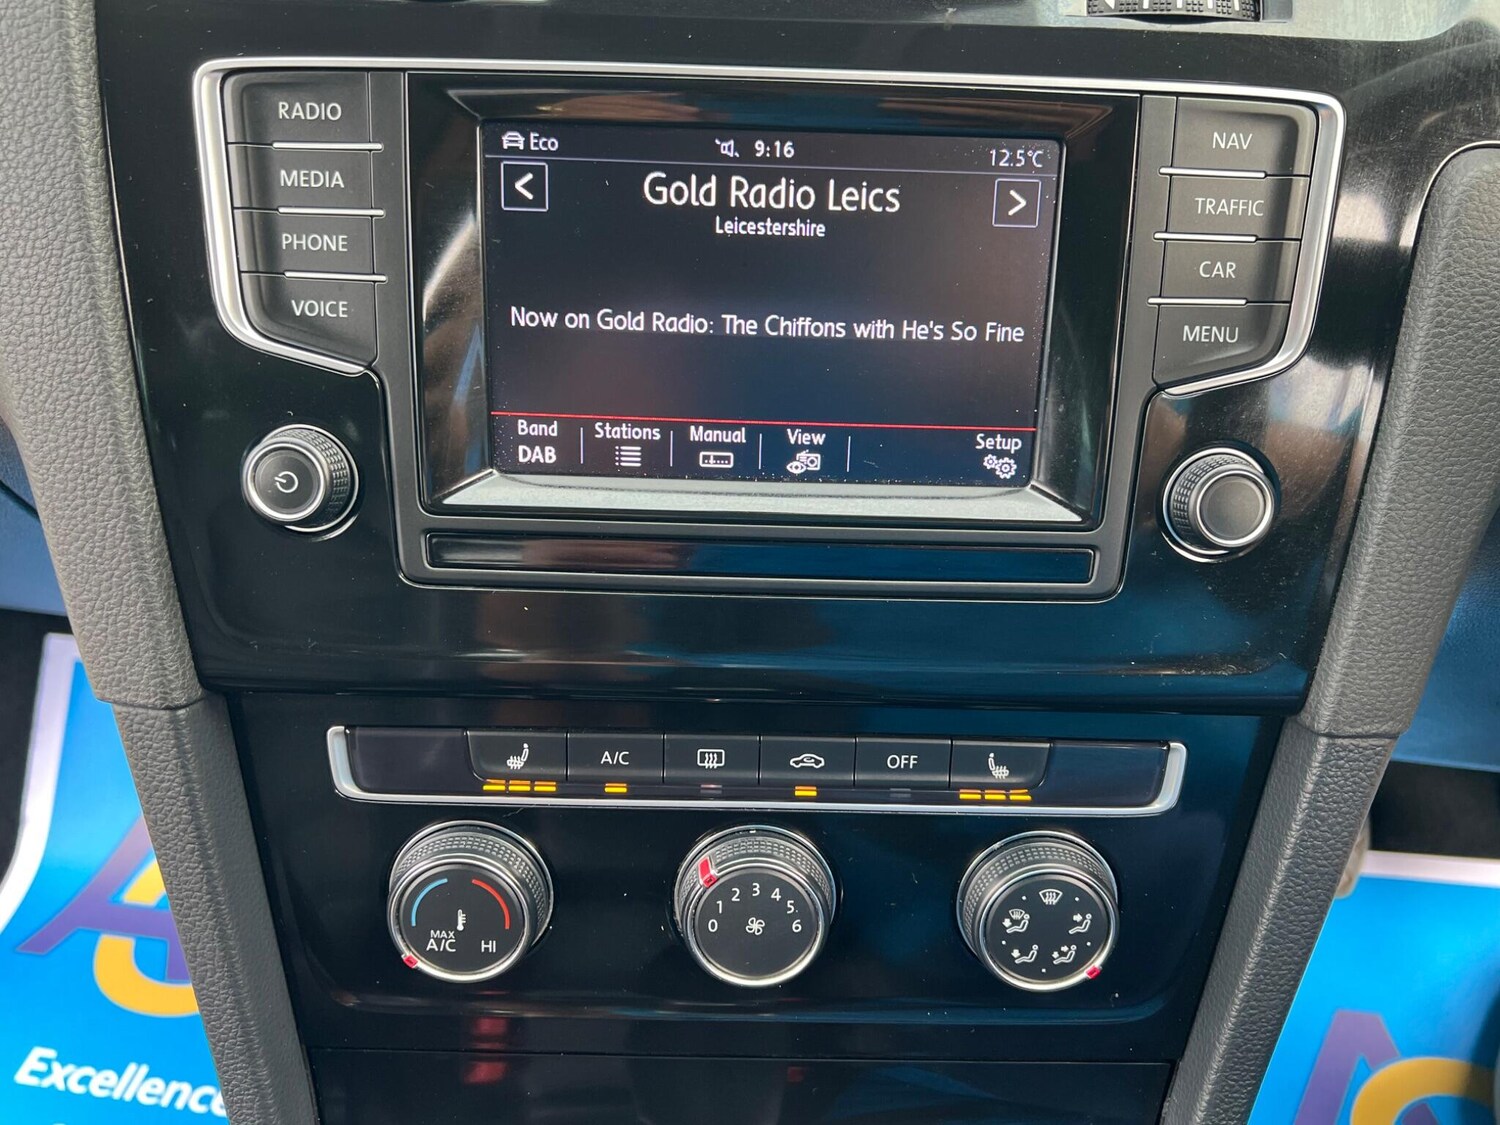 RADIO
MEDIA
PHONE
VOICE
Eco
9:16
12.5°C
<
Gold Radio Leics
>
Leicestershire
Now on Gold Radio: The Chiffons with He's So Fine
Band
DAB
Stations
Manual
View
Setup
NAV
TRAFFIC
CAR
MENU
A/C
OFF
MAX
A/C
HI
0 1 2 3 4 5 6
Excellence